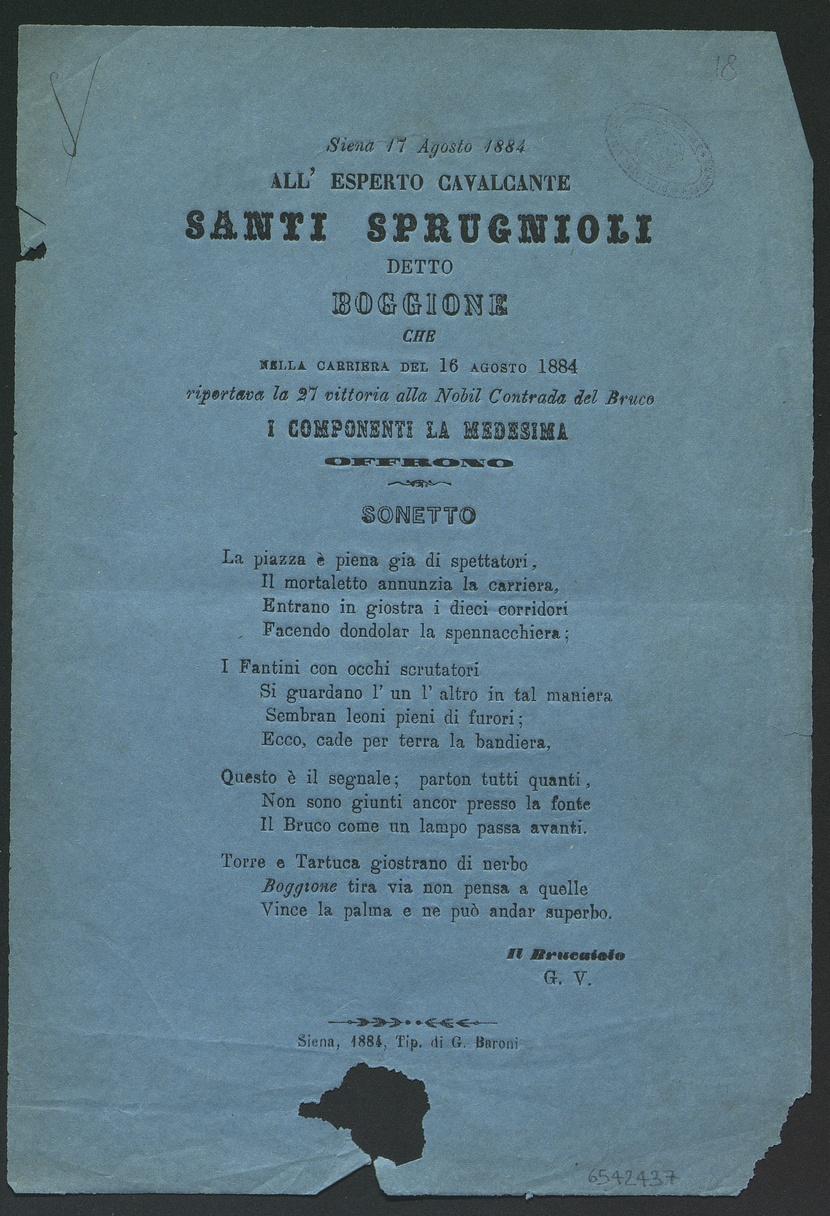 18
Siena 17 Agosto 1884
ALL' ESPERTO CAVALCANTE
SANTI SPRUGNIOLI
DETTO
BOGGIONE
CHE
NELLA CARRIERA DEL 16 AGOSTO 1884
riportava la 27 vittoria alla Nobil Contrada del Bruco
I COMPONENTI LA MEDESIMA
OFFRONO
SONETTO
La piazza è piena gia di spettatori,
Il mortaletto annunzia la carriera,
Entrano in giostra i dieci corridori
Facendo dondolar la spennacchiera;
I Fantini con occhi scrutatori
Si guardano l' un l' altro in tal maniera
Sembran leoni pieni di furori;
Ecco, cade per terra la bandiera,
Questo è il segnale; parton tutti quanti,
Non sono giunti ancor presso la fonte
Il Bruco come un lampo passa avanti.
Torre e Tartuca giostrano di nerbo
Boggione tira via non pensa a quelle
Vince la palma e ne può andar superbo.
Il Brucaiolo
G. V.
Siena, 1884, Tip. di G. Baroni
6542437